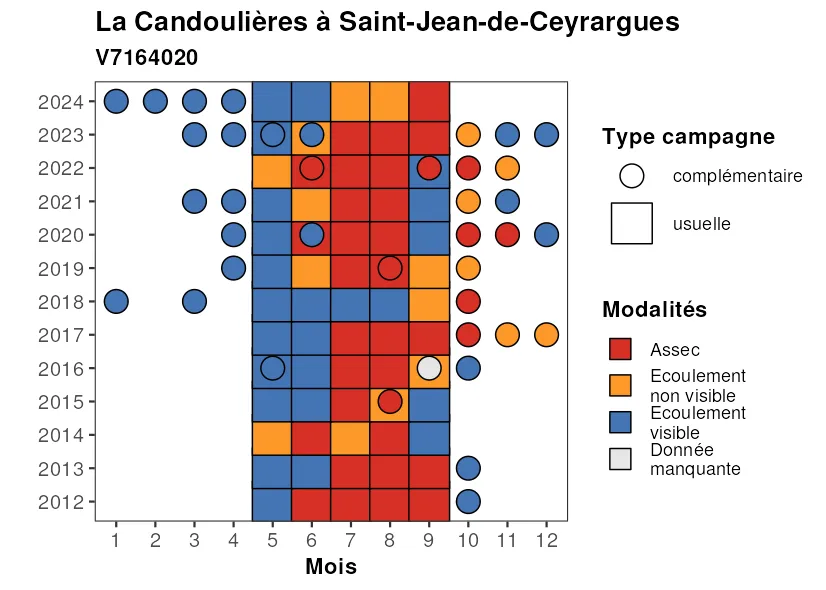 La Candoulières à Saint-Jean-de-Ceyrargues
V7164020
2024
2023
2022
2021
2020
2019
2018
2017
2016
2015
2014
2013
2012
1 2 3 4 5 6 7 8 9 10 11 12
Mois
Type campagne
complémentaire
usuelle
Modalités
Assec
Ecoulement
non visible
Ecoulement
visible
Donnée
manquante